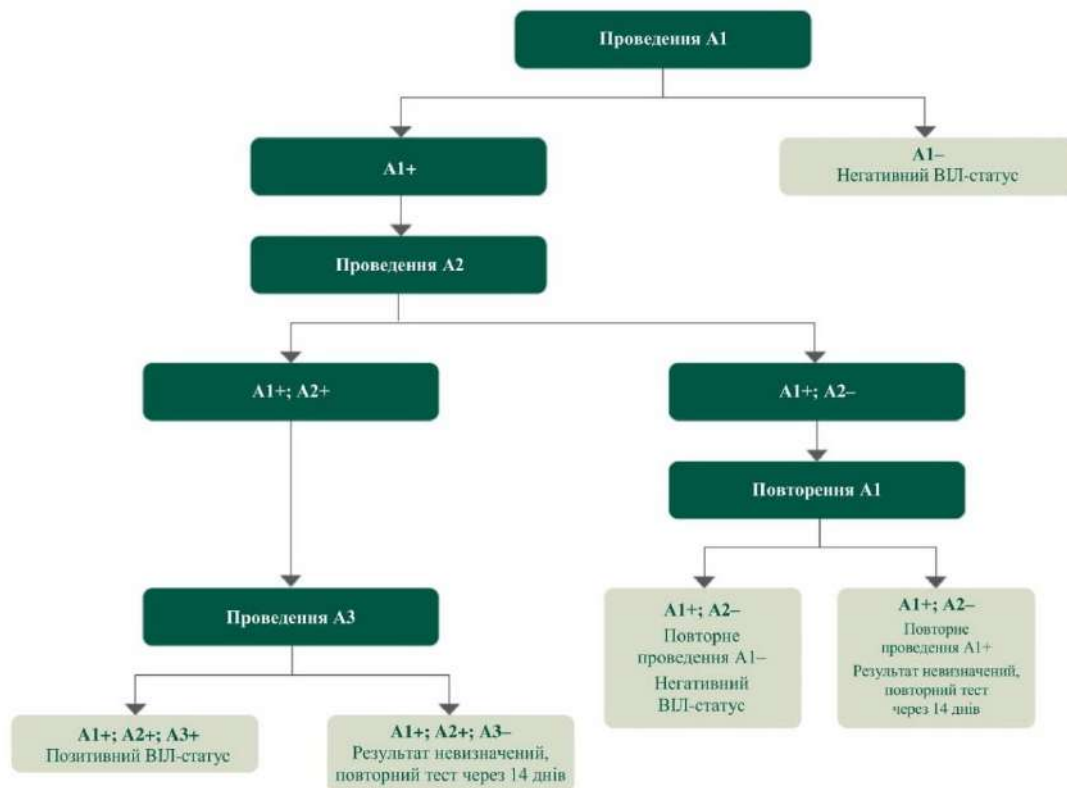 Проведення А1
А1+
А1–
Негативний ВІЛ-статус
Проведення А2
А1+; А2+
А1+; А2–
Повторення А1
Проведення А3
А1+; А2–
Повторне
проведення А1–
Негативний
ВІЛ-статус
А1+; А2–
Повторне
проведення А1+
Результат невизначений,
повторний тест
через 14 днів
А1+; А2+; А3+
Позитивний ВІЛ-статус
А1+; А2+; А3–
Результат невизначений,
повторний тест через 14 днів